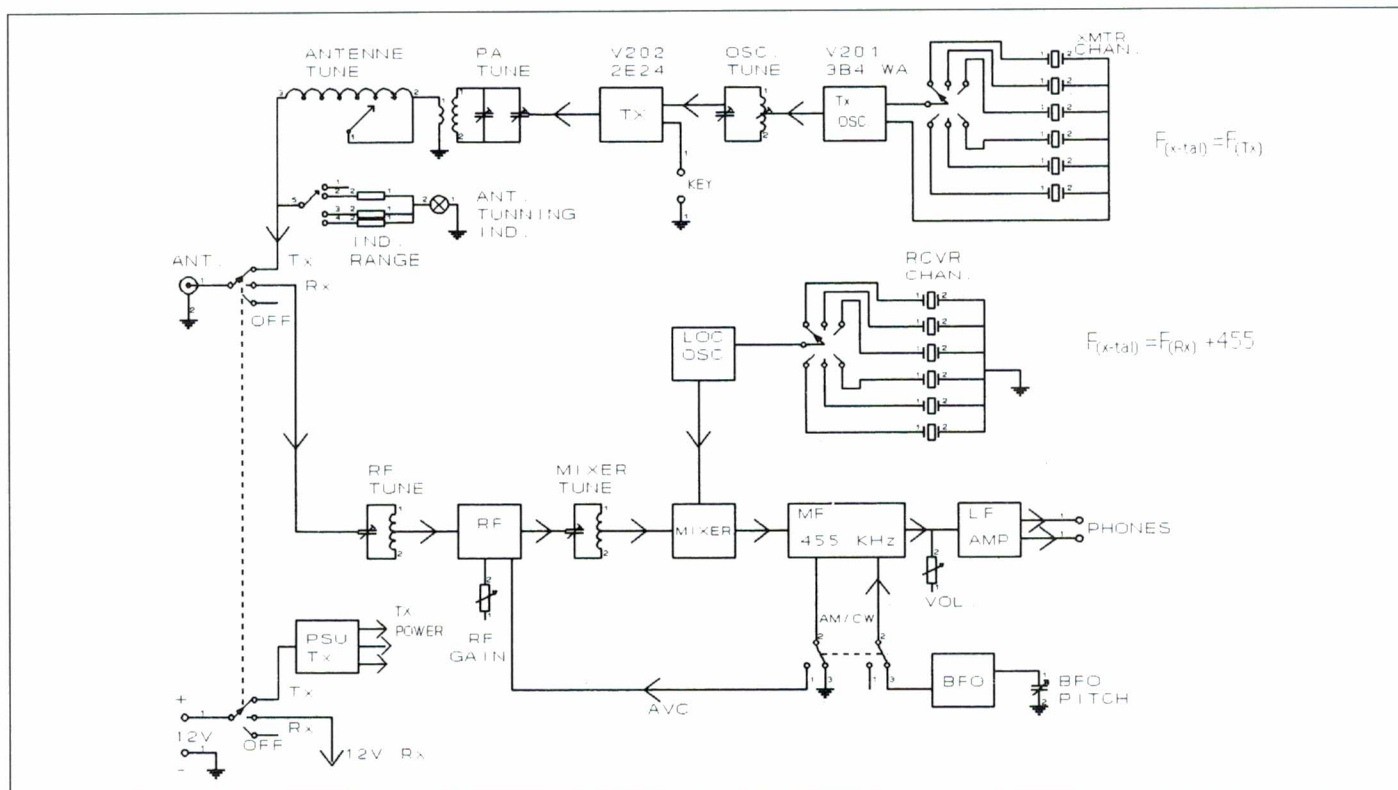 ANTENNE
TUNE
PA
TUNE
V202
2E24
OSC.
TUNE
V201
3B4 WA
XMTR
CHAN.
TX
Tx
OSC
F(x-tal) = F(Tx)
KEY
ANT.
TUNNING
IND.
IND.
RANGE
ANT.
Tx
Rx
OFF
RCVR
CHAN.
LOC
OSC
F(x-tal) = F(Rx) +455
RF
TUNE
MIXER
TUNE
RF
MIXER
MF
455 KHz
LF
AMP
PHONES
VOL.
AM/CW
RF
GAIN
PSU
Tx
TX
POWER
BFO
BFO
PITCH
AVC
+
12V
-
Tx
Rx
OFF
12V Rx